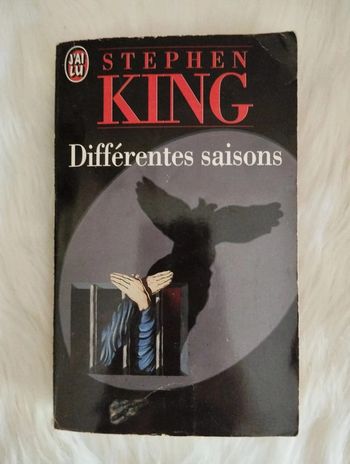 J'AI
LU
STEPHEN
KING
Différentes saisons